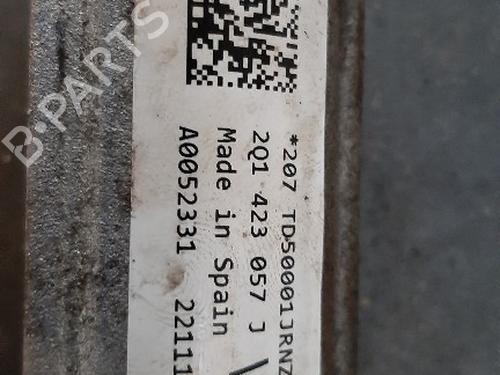 *207 TD50001JRNZ
2Q1 423 057 J
Made in Spain
A0052331 22111
B-PARTS